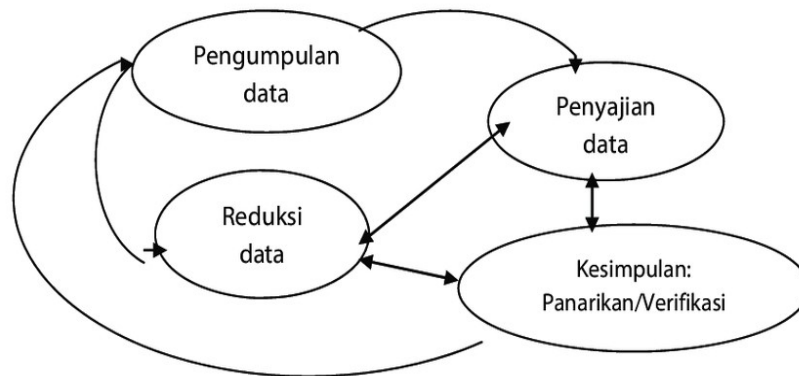 Pengumpulan
data
Penyajian
data
Reduksi
data
Kesimpulan:
Panarikan/Verifikasi